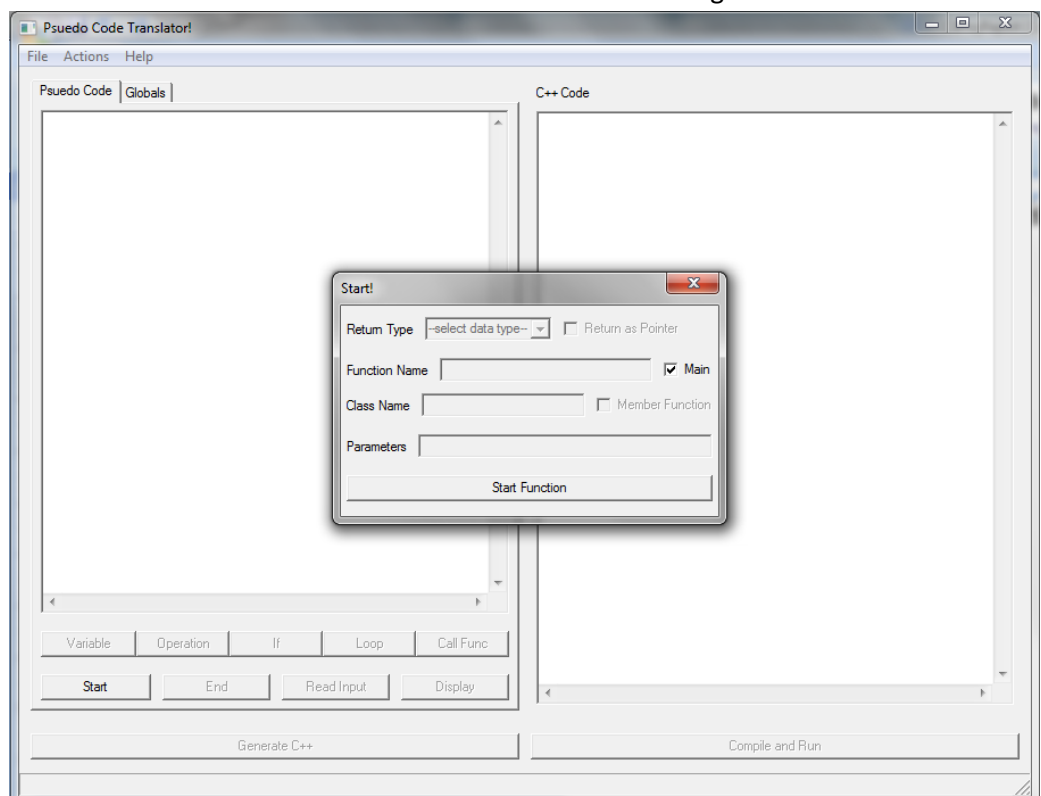 Psuedo Code Translator!
File Actions Help
Psuedo Code Globals
C++ Code
Start!
Return Type --select data type-- Return as Pointer
Function Name Main
Class Name Member Function
Parameters
Start Function
Variable Operation If Loop Call Func
Start End Read Input Display
Generate C++ Compile and Run